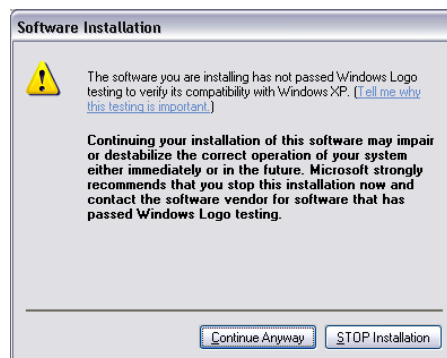 Software Installation
The software you are installing has not passed Windows Logo
testing to verify its compatibility with Windows XP. (Tell me why
this testing is important.)
Continuing your installation of this software may impair
or destabilize the correct operation of your system
either immediately or in the future. Microsoft strongly
recommends that you stop this installation now and
contact the software vendor for software that has
passed Windows Logo testing.
Continue Anyway STOP Installation